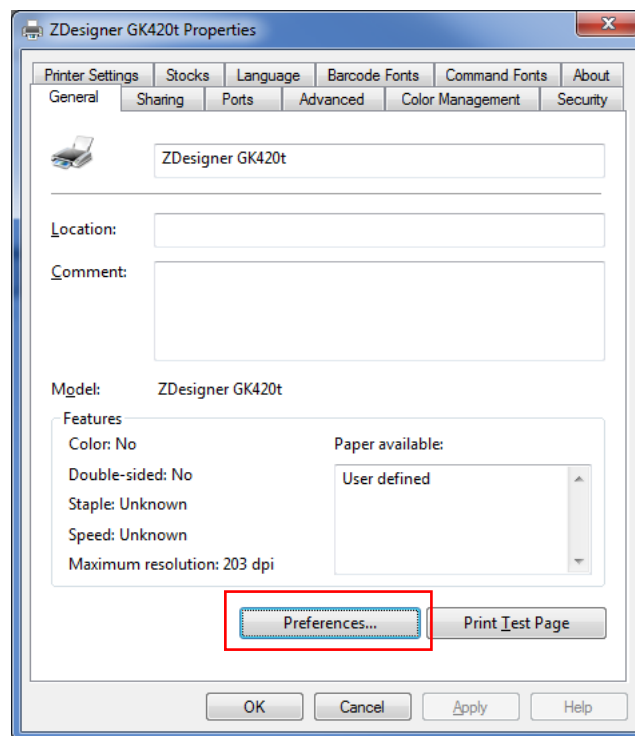 ZDesigner GK420t Properties
Printer Settings Stocks Language Barcode Fonts Command Fonts About
General Sharing Ports Advanced Color Management Security
ZDesigner GK420t
Location:
Comment:
Model: ZDesigner GK420t
Features
Color: No Paper available:
Double-sided: No User defined
Staple: Unknown
Speed: Unknown
Maximum resolution: 203 dpi
Preferences... Print Test Page
OK Cancel Apply Help